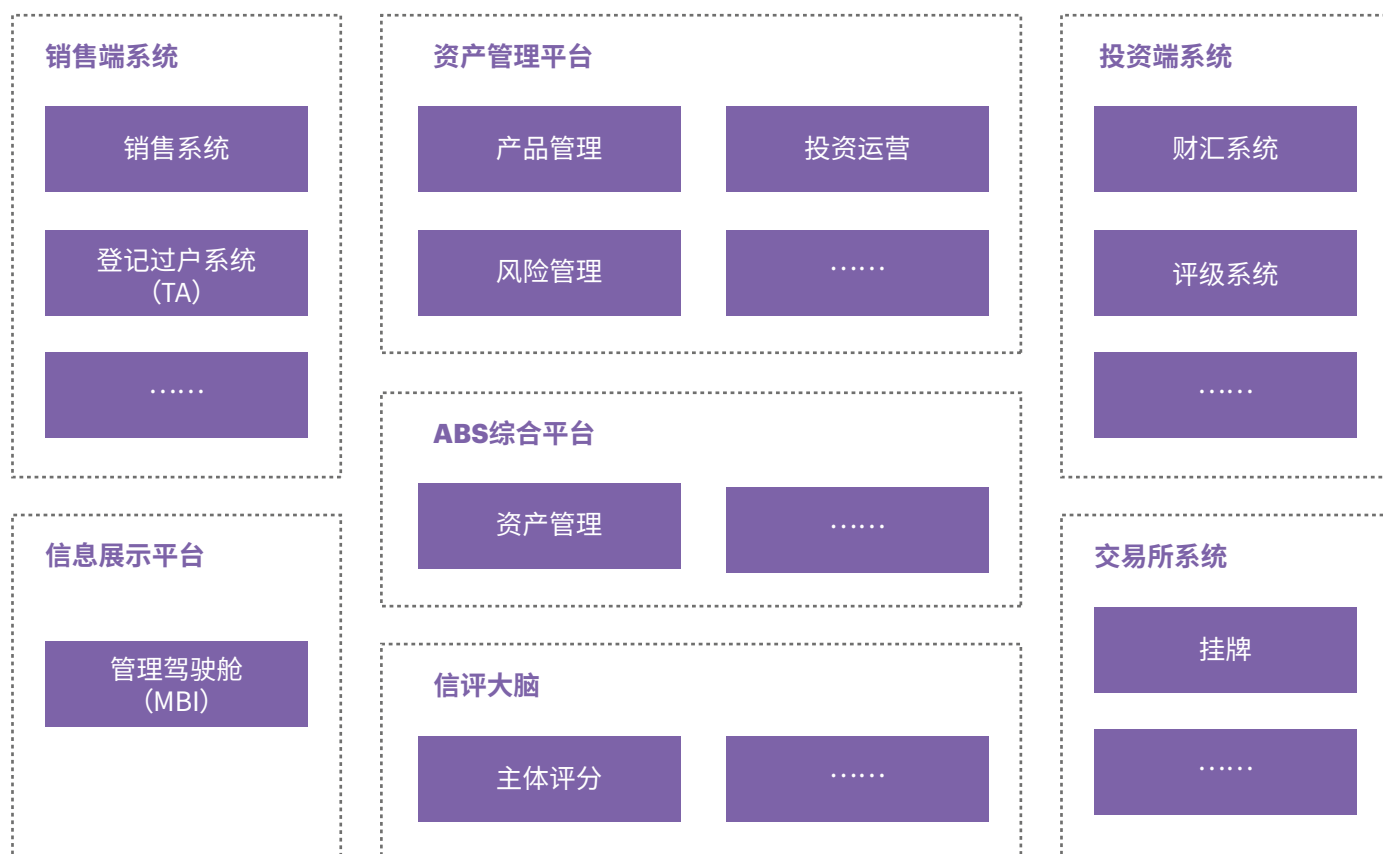 销售端系统
销售系统
登记过户系统
（TA）
……
信息展示平台
管理驾驶舱
（MBI）
资产管理平台
产品管理
投资运营
风险管理
……
ABS综合平台
资产管理
……
信评大脑
主体评分
……
投资端系统
财汇系统
评级系统
……
交易所系统
挂牌
……